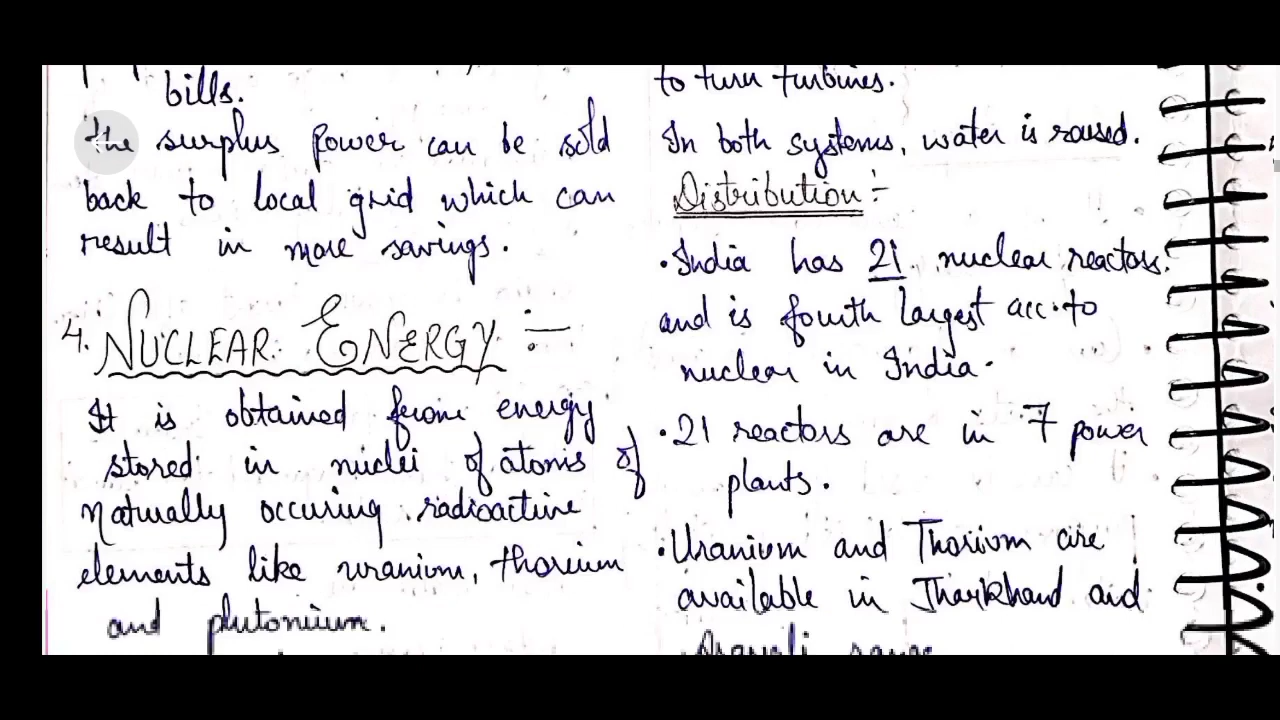 bills.
the surplus power can be sold
back to local grid which can
result in more savings.
4. NUCLEAR ENERGY :-
It is obtained from energy
stored in nuclei of atoms of
naturally occuring radioactive
elements like uranium, thorium
and plutonium.
to turn turbines.
In both systems, water is reused.
Distribution :-
• India has 21 nuclear reactors.
and is fourth largest acc. to
nuclear in India.
• 21 reactors are in 7 power
plants.
• Uranium and Thorium are
available in Jharkhand and